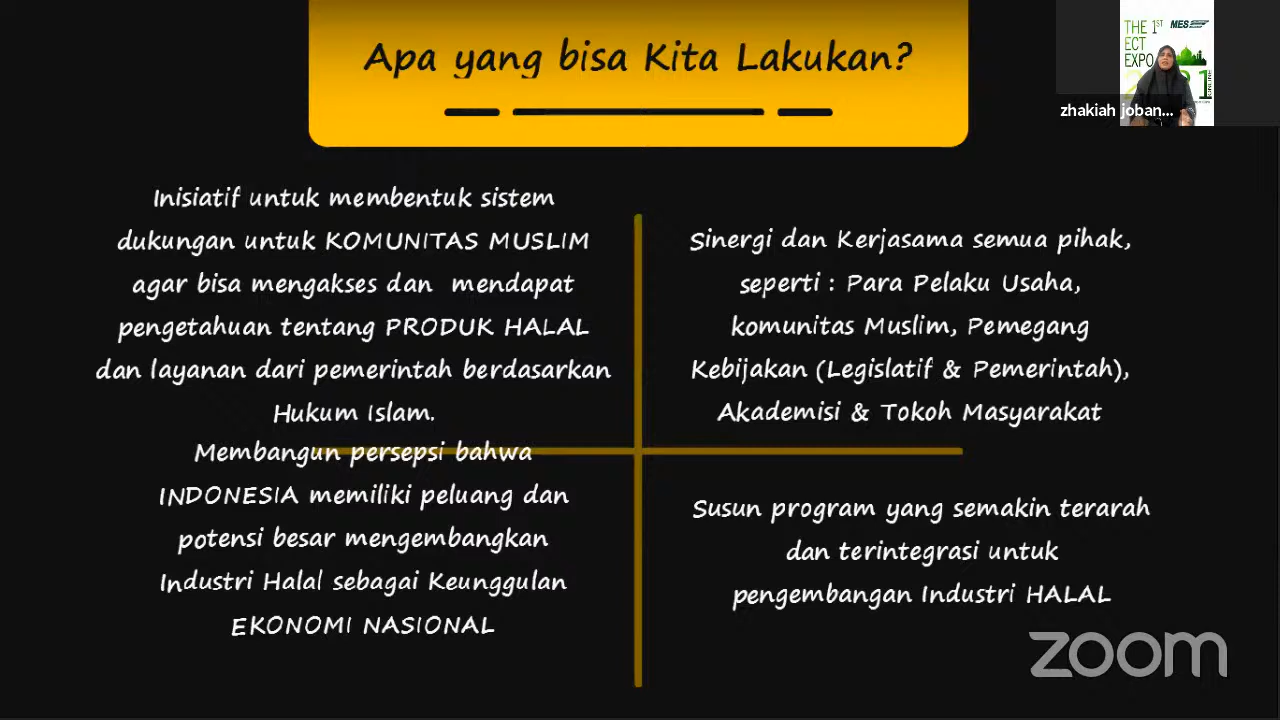 Apa yang bisa Kita Lakukan?
Inisiatif untuk membentuk sistem
dukungan untuk KOMUNITAS MUSLIM
agar bisa mengakses dan mendapat
pengetahuan tentang PRODUK HALAL
dan layanan dari pemerintah berdasarkan
Hukum Islam.
Sinergi dan Kerjasama semua pihak,
seperti : Para Pelaku Usaha,
komunitas Muslim, Pemegang
Kebijakan (Legislatif & Pemerintah),
Akademisi & Tokoh Masyarakat
Membangun persepsi bahwa
INDONESIA memiliki peluang dan
potensi besar mengembangkan
Industri Halal sebagai Keunggulan
EKONOMI NASIONAL
Susun program yang semakin terarah
dan terintegrasi untuk
pengembangan Industri HALAL
THE 1ST MES
ECT
EXPO
zhakiah joban...
zoom